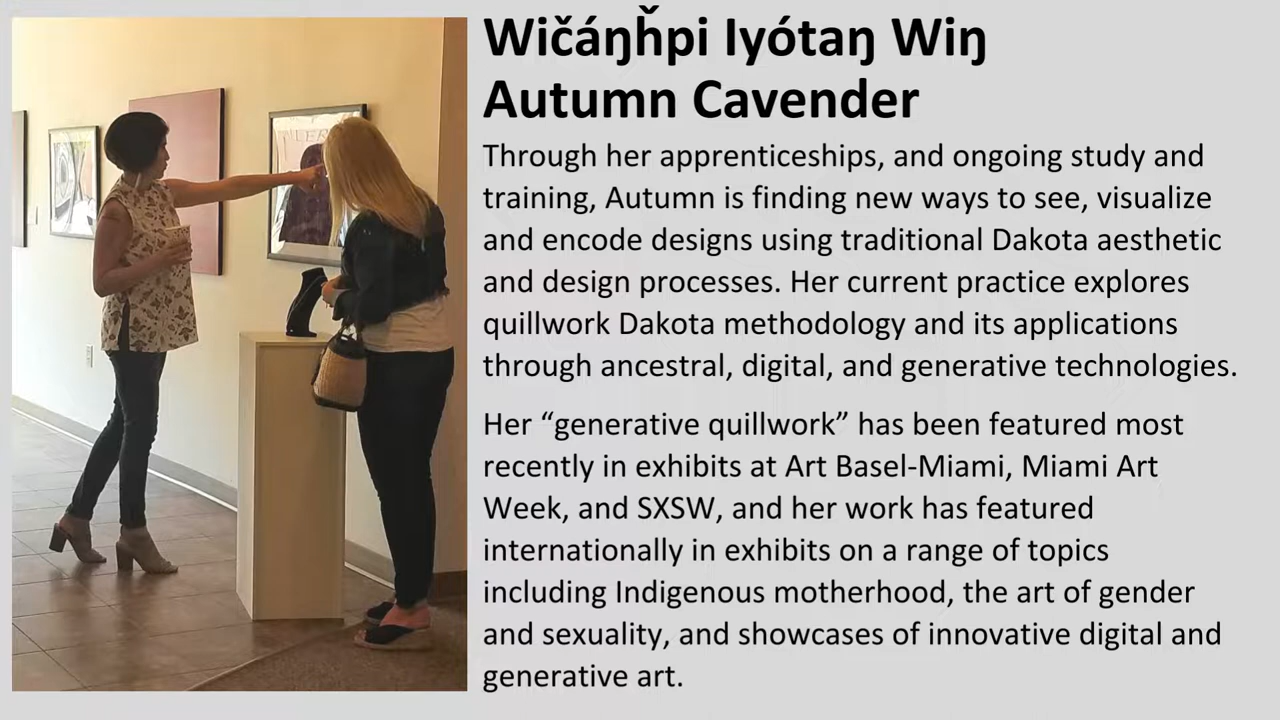 Wičáŋȟpi Iyótaŋ Wiŋ
Autumn Cavender
Through her apprenticeships, and ongoing study and
training, Autumn is finding new ways to see, visualize
and encode designs using traditional Dakota aesthetic
and design processes. Her current practice explores
quillwork Dakota methodology and its applications
through ancestral, digital, and generative technologies.
Her “generative quillwork” has been featured most
recently in exhibits at Art Basel-Miami, Miami Art
Week, and SXSW, and her work has featured
internationally in exhibits on a range of topics
including Indigenous motherhood, the art of gender
and sexuality, and showcases of innovative digital and
generative art.